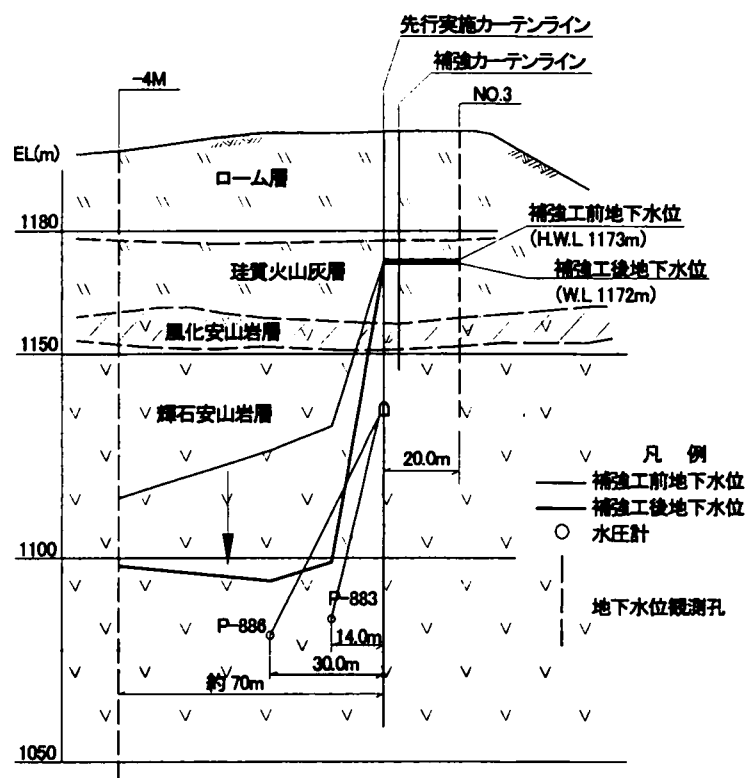 先行実施カーテンライン
補強カーテンライン
-4M
NO.3
EL(m)
ローム層
1180
補強工前地下水位
(H.W.L 1173m)
珪質火山灰層
補強工後地下水位
(W.L 1172m)
風化安山岩層
1150
輝石安山岩層
20.0m
凡 例
補強工前地下水位
補強工後地下水位
水圧計
地下水位観測孔
1100
P-883
P-886
14.0m
30.0m
約 70m
1050